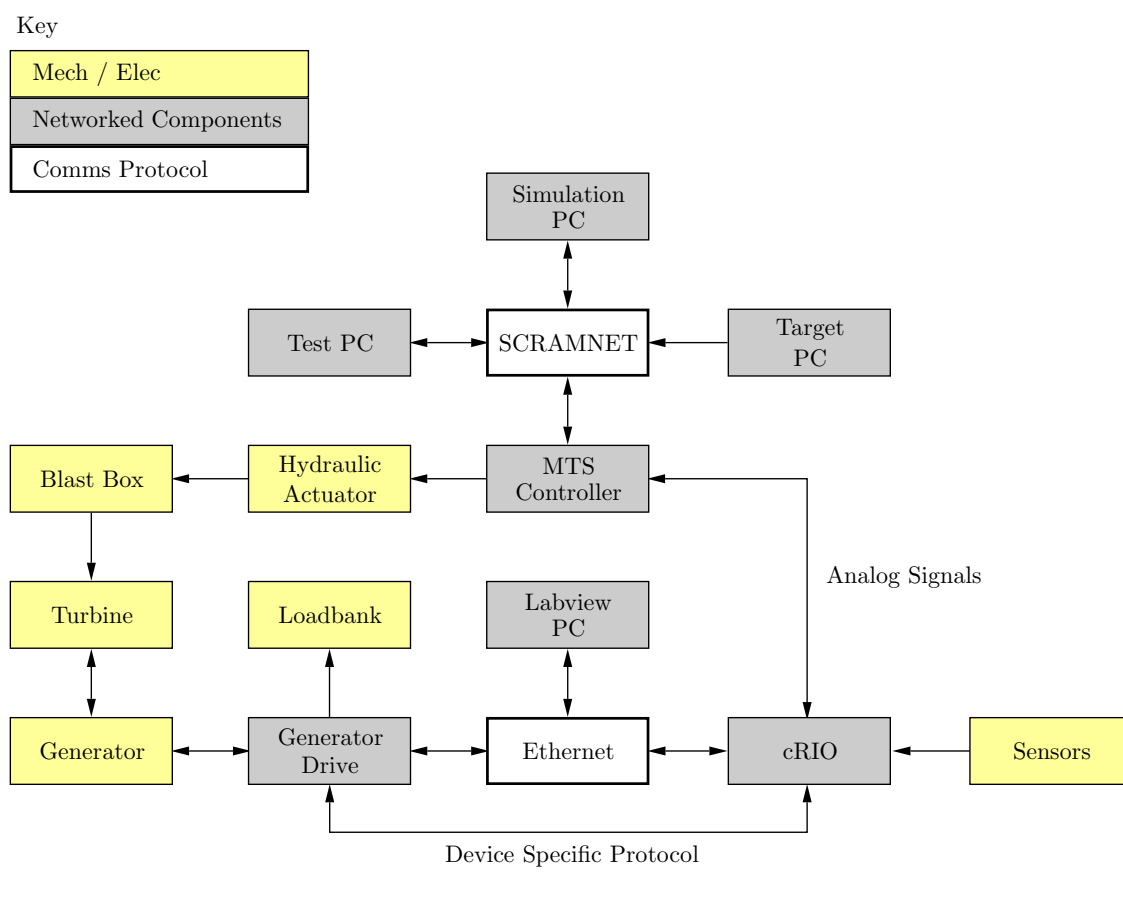 Key
Mech / Elec
Networked Components
Comms Protocol
Simulation
PC
Test PC
SCRAMNET
Target
PC
Blast Box
Hydraulic
Actuator
MTS
Controller
Analog Signals
Turbine
Loadbank
Labview
PC
Generator
Generator
Drive
Ethernet
cRIO
Sensors
Device Specific Protocol